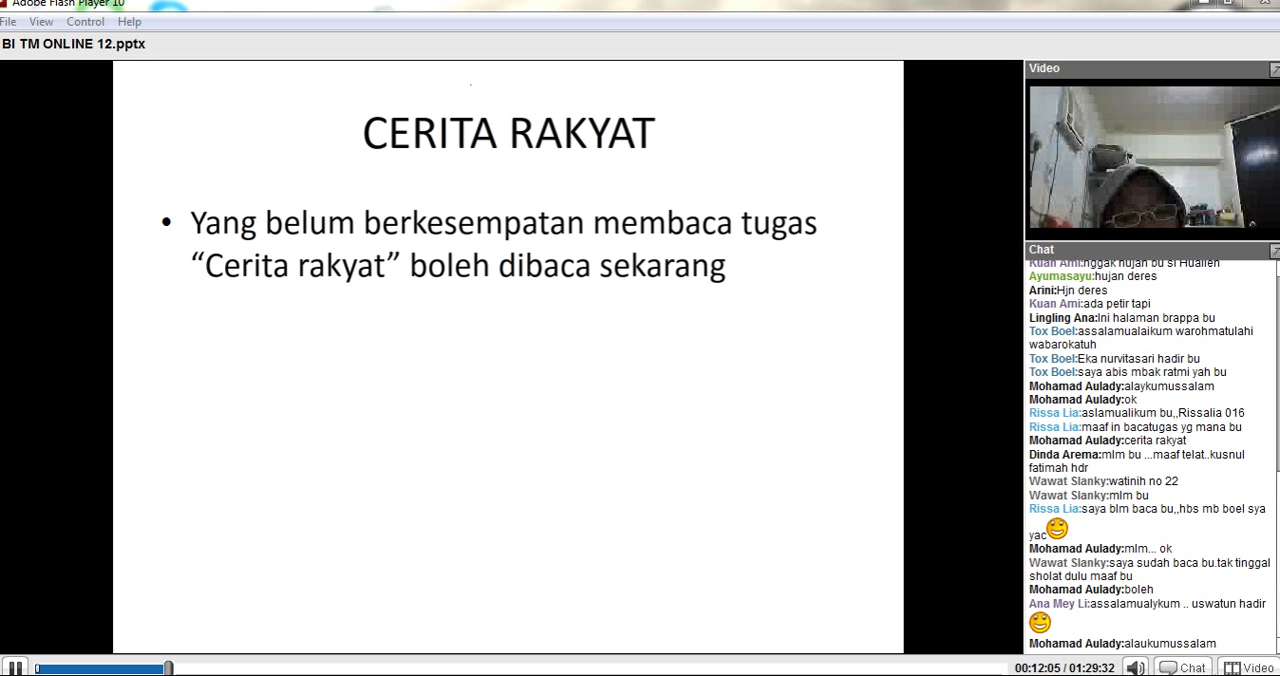 Adobe Flash Player 10
File View Control Help
BI TM ONLINE 12.pptx
CERITA RAKYAT
• Yang belum berkesempatan membaca tugas
“Cerita rakyat” boleh dibaca sekarang
Video
Chat
Kuan Ami:nggak hujan bu si Hualien
Ayumasayu:hujan deres
Arini:Hjn deres
Kuan Ami:ada petir tapi
Lingling Ana:Ini halaman brappa bu
Tox Boel:assalamualaikum warohmatulahi
wabarokatuh
Tox Boel:Eka nurvitasari hadir bu
Tox Boel:saya abis mbak ratmi yah bu
Mohamad Aulady:alaykumussalam
Mohamad Aulady:ok
Rissa Lia:aslamualikum bu,,Rissalia 016
Rissa Lia:maaf in bacatugas yg mana bu
Mohamad Aulady:cerita rakyat
Dinda Arema:mlm bu ...maaf telat..kusnul
fatimah hdr
Wawat Slanky:watinih no 22
Wawat Slanky:mlm bu
Rissa Lia:saya blm baca bu,,hbs mb boel sya
yac
Mohamad Aulady:mlm... ok
Wawat Slanky:saya sudah baca bu.tak tinggal
sholat dulu maaf bu
Mohamad Aulady:boleh
Ana Mey Li:assalamualykum .. uswatun hadir
Mohamad Aulady:alaukumussalam
00:12:05 / 01:29:32 Chat Video